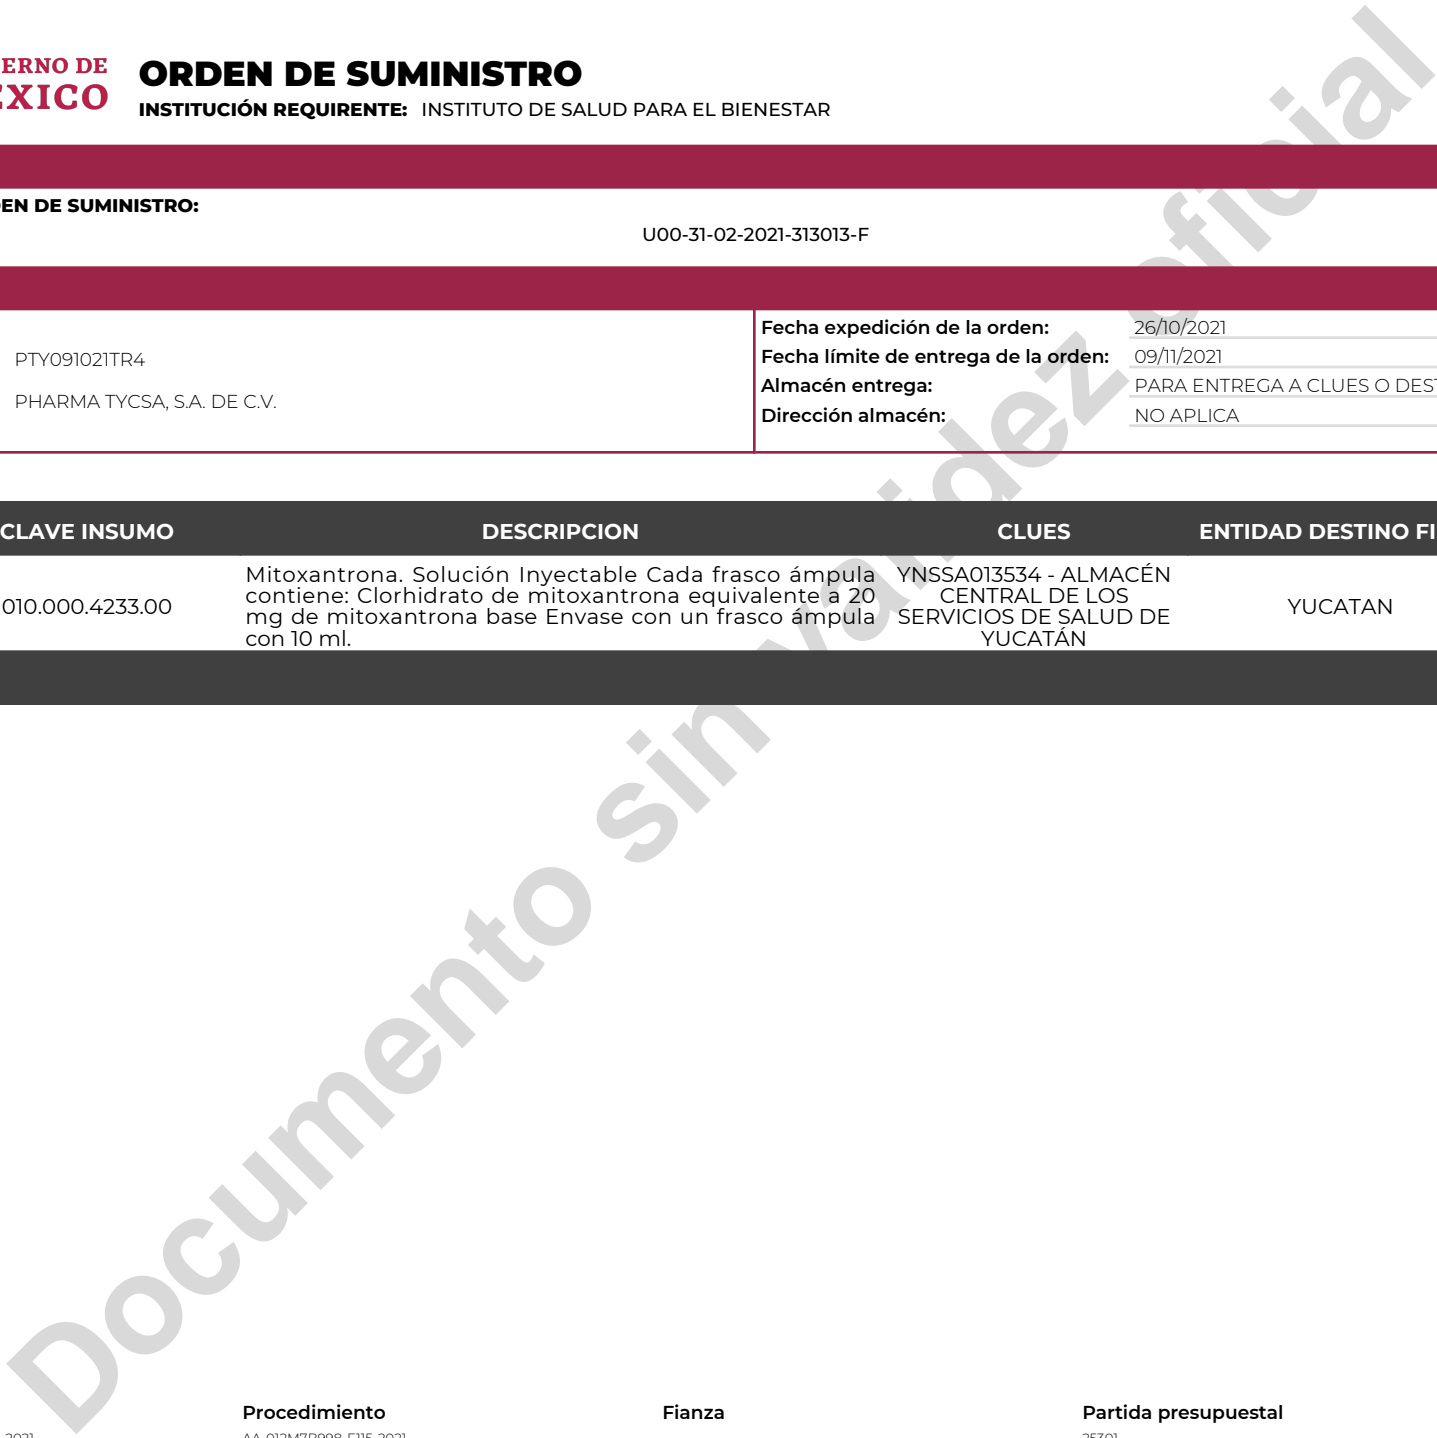 ERNO DE
EXICO
ORDEN DE SUMINISTRO
INSTITUCIÓN REQUIRENTE: INSTITUTO DE SALUD PARA EL BIENESTAR
EN DE SUMINISTRO:
U00-31-02-2021-313013-F
PTY091021TR4
PHARMA TYCSA, S.A. DE C.V.
Fecha expedición de la orden: 26/10/2021
Fecha límite de entrega de la orden: 09/11/2021
Almacén entrega: PARA ENTREGA A CLUES O DEST
Dirección almacén: NO APLICA
CLAVE INSUMO DESCRIPCION CLUES ENTIDAD DESTINO FI
010.000.4233.00
Mitoxantrona. Solución Inyectable Cada frasco ámpula
contiene: Clorhidrato de mitoxantrona equivalente a 20
mg de mitoxantrona base Envase con un frasco ámpula
con 10 ml.
YNSSA013534 - ALMACÉN
CENTRAL DE LOS
SERVICIOS DE SALUD DE
YUCATÁN
YUCATAN
Documento sin validez oficial
Procedimiento Fianza Partida presupuestal